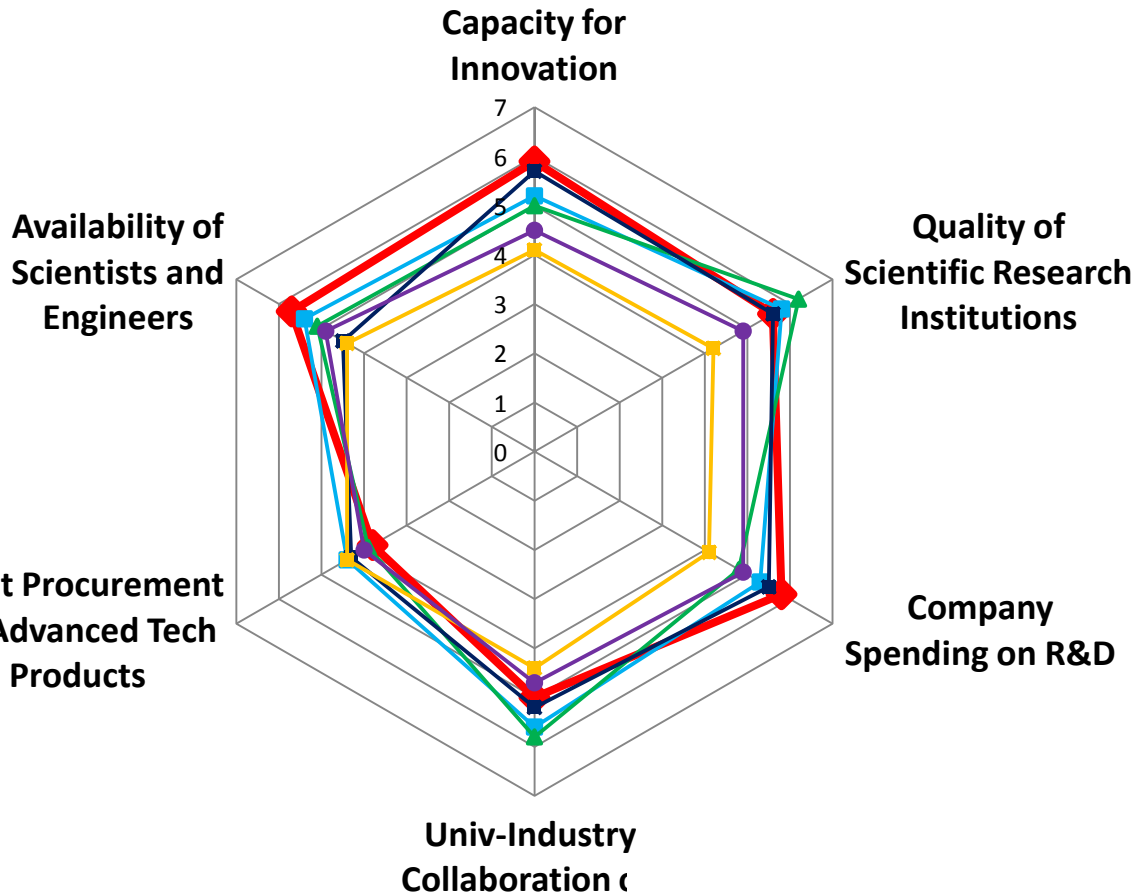 Capacity for
Innovation
7
6
5
4
3
2
1
0
Availability of
Scientists and
Engineers
Quality of
Scientific Research
Institutions
t Procurement
Advanced Tech
Products
Company
Spending on R&D
Univ-Industry
Collaboration